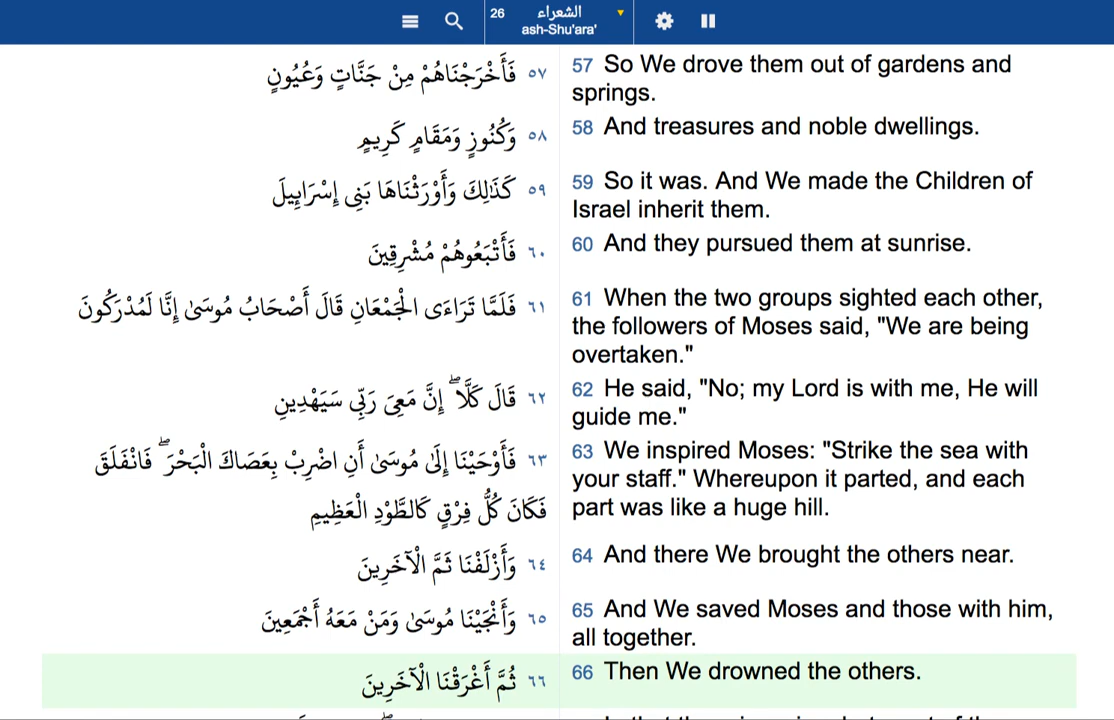 26
الشعراء
ash-Shu'ara'
٥٧ فَأَخْرَجْنَاهُمْ مِنْ جَنَّاتٍ وَعُيُونٍ
57 So We drove them out of gardens and
springs.
٥٨ وَكُنُوزٍ وَمَقَامٍ كَرِيمٍ
58 And treasures and noble dwellings.
٥٩ كَذَٰلِكَ وَأَوْرَثْنَاهَا بَنِي إِسْرَائِيلَ
59 So it was. And We made the Children of
Israel inherit them.
٦٠ فَأَتْبَعُوهُمْ مُشْرِقِينَ
60 And they pursued them at sunrise.
٦١ فَلَمَّا تَرَاءَى الْجَمْعَانِ قَالَ أَصْحَابُ مُوسَىٰ إِنَّا لَمُدْرَكُونَ
61 When the two groups sighted each other,
the followers of Moses said, "We are being
overtaken."
٦٢ قَالَ كَلَّا ۖ إِنَّ مَعِيَ رَبِّي سَيَهْدِينِ
62 He said, "No; my Lord is with me, He will
guide me."
٦٣ فَأَوْحَيْنَا إِلَىٰ مُوسَىٰ أَنِ اضْرِبْ بِعَصَاكَ الْبَحْرَ ۖ فَانْفَلَقَ
فَكَانَ كُلُّ فِرْقٍ كَالطَّوْدِ الْعَظِيمِ
63 We inspired Moses: "Strike the sea with
your staff." Whereupon it parted, and each
part was like a huge hill.
٦٤ وَأَزْلَفْنَا ثَمَّ الْآخَرِينَ
64 And there We brought the others near.
٦٥ وَأَنْجَيْنَا مُوسَىٰ وَمَنْ مَعَهُ أَجْمَعِينَ
65 And We saved Moses and those with him,
all together.
٦٦ ثُمَّ أَغْرَقْنَا الْآخَرِينَ
66 Then We drowned the others.